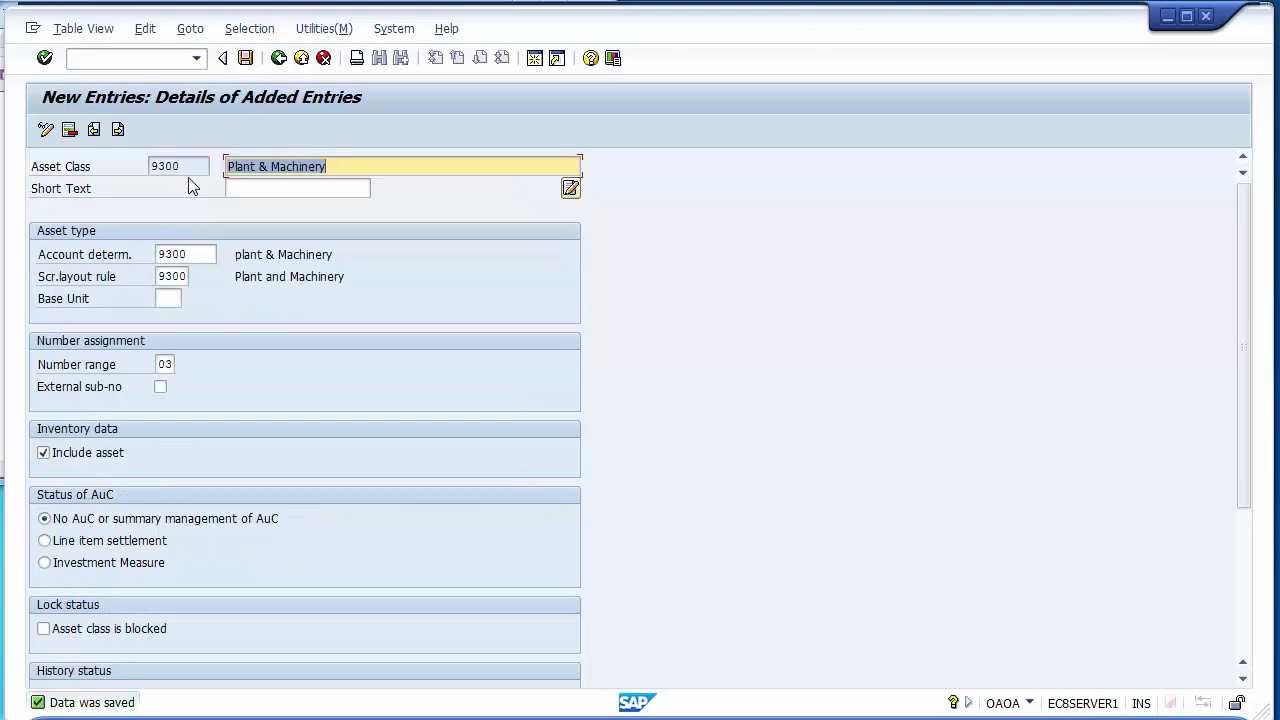 Table View Edit Goto Selection Utilities(M) System Help
New Entries: Details of Added Entries
Asset Class 9300 Plant & Machinery
Short Text
Asset type
Account determ. 9300 plant & Machinery
Scr.layout rule 9300 Plant and Machinery
Base Unit
Number assignment
Number range 03
External sub-no
Inventory data
Include asset
Status of AuC
No AuC or summary management of AuC
Line item settlement
Investment Measure
Lock status
Asset class is blocked
History status
Data was saved SAP OAOA EC8SERVER1 INS